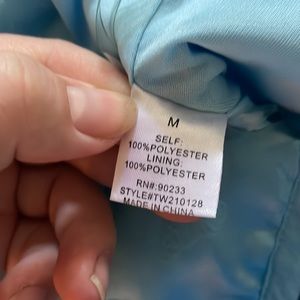 M
SELF:
100%POLYESTER
LINING:
100%POLYESTER
RN#:90233
STYLE#TW210128
MADE IN CHINA